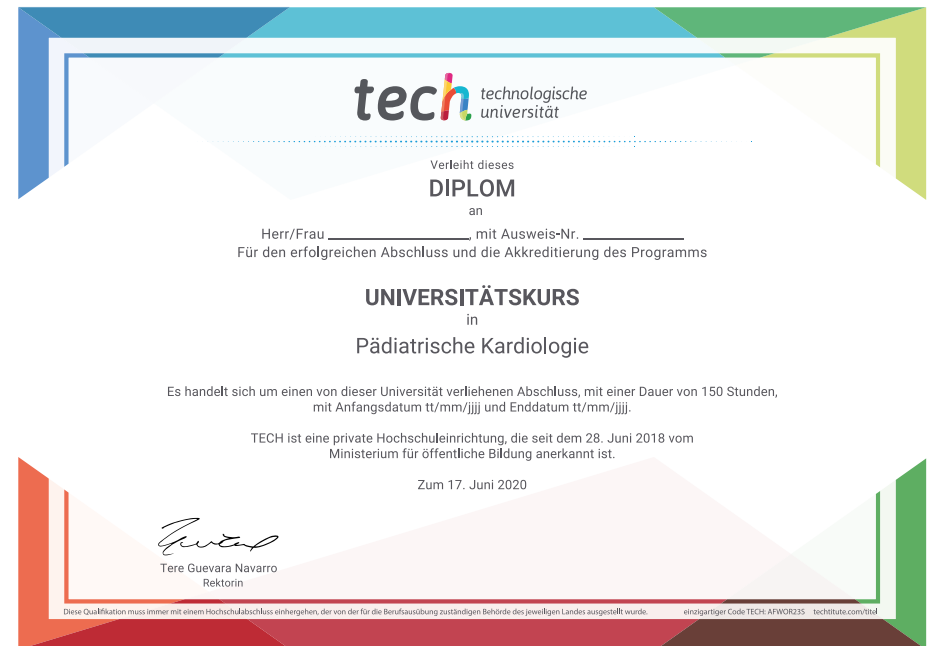 tech technologische
universität
Verleiht dieses
DIPLOM
an
Herr/Frau ____________________, mit Ausweis-Nr. ______________
Für den erfolgreichen Abschluss und die Akkreditierung des Programms
UNIVERSITÄTSKURS
in
Pädiatrische Kardiologie
Es handelt sich um einen von dieser Universität verliehenen Abschluss, mit einer Dauer von 150 Stunden,
mit Anfangsdatum tt/mm/jjjj und Enddatum tt/mm/jjjj.
TECH ist eine private Hochschuleinrichtung, die seit dem 28. Juni 2018 vom
Ministerium für öffentliche Bildung anerkannt ist.
Zum 17. Juni 2020
Tere Guevara Navarro
Rektorin
Diese Qualifikation muss immer mit einem Hochschulabschluss einhergehen, der von der für die Berufsausübung zuständigen Behörde des jeweiligen Landes ausgestellt wurde. einzigartiger Code TECH: AFWOR23S techtitute.com/titel